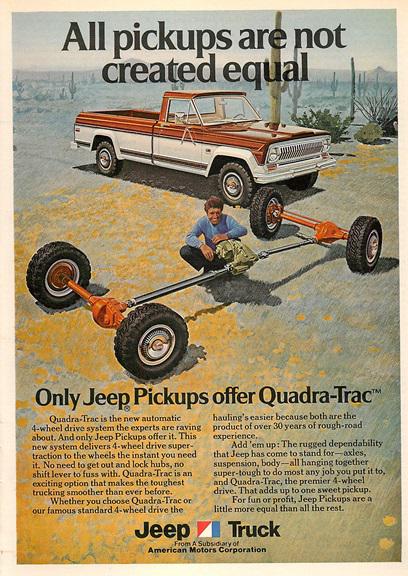 All pickups are not
created equal
Only Jeep® Pickups offer Quadra-Trac™
Quadra-Trac is the new automatic
4-wheel drive system the experts are raving
about. And only Jeep Pickups offer it. This
new system delivers 4-wheel drive super-
traction to the wheels the instant you need
it. No need to get out and lock hubs, no
shift lever to fuss with. Quadra-Trac is an
exciting option that makes the toughest
trucking smoother than ever before.
Whether you choose Quadra-Trac or
our famous standard 4-wheel drive the
hauling's easier because both are the
product of over 30 years of rough-road
experience.
Add 'em up: The rugged dependability
that Jeep has come to stand for—axles,
suspension, body—all hanging together
super-tough to do most any job you put it to,
and Quadra-Trac, the premier 4-wheel
drive. That adds up to one sweet pickup.
For fun or profit, Jeep Pickups are a
little more equal than all the rest.
Jeep Truck
From A Subsidiary of
American Motors Corporation